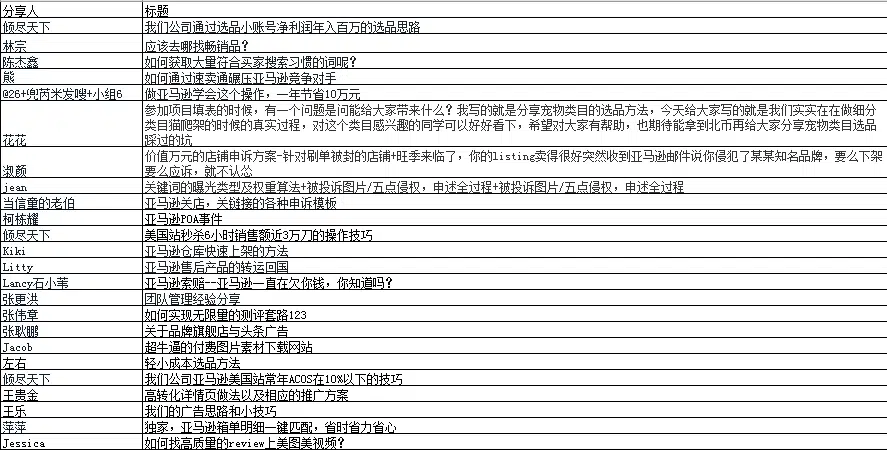 分享人 标题
倾尽天下 我们公司通过选品小账号净利润年入百万的选品思路
林宗 应该去哪找畅销品?
陈杰鑫 如何获取大量符合买家搜索习惯的词呢?
熊 如何通过速卖通碾压亚马逊竞争对手
@26+兜芮米发嗖+小组6 做亚马逊学会这个操作,一年节省10万元
参加项目填表的时候,有一个问题是问能给大家带来什么?我写的就是分享宠物类目的选品方法,今天给大家写的就是我们实实在在做细分
类目猫爬架的时候的真实过程,对这个类目感兴趣的同学可以好好看下,希望对大家有帮助,也期待能拿到北币再给大家分享宠物类目选品
花花 踩过的坑
价值万元的店铺申诉方案-针对刷单被封的店铺+旺季来临了,你的listing卖得很好突然收到亚马逊邮件说你侵犯了某某知名品牌,要么下架
淑颜 要么应诉,就不认怂
jean 关键词的曝光类型及权重算法+被投诉图片/五点侵权,申述全过程+被投诉图片/五点侵权,申述全过程
当信童的老伯 亚马逊关店,关链接的各种申诉模板
柯栋耀 亚马逊POA事件
倾尽天下 美国站秒杀6小时销售额近3万刀的操作技巧
Kiki 亚马逊仓库快速上架的方法
Litty 亚马逊售后产品的转运回国
Lancy石小苇 亚马逊索赔--亚马逊一直在欠你钱,你知道吗?
张更洪 团队管理经验分享
张伟章 如何实现无限量的测评套路123
张耿鹏 关于品牌旗舰店与头条广告
Jacob 超牛逼的付费图片素材下载网站
左右 轻小成本选品方法
倾尽天下 我们公司亚马逊美国站常年ACOS在10%以下的技巧
王贵金 高转化详情页做法以及相应的推广方案
王乐 我们的广告思路和小技巧
萍萍 独家,亚马逊箱单明细一键匹配,省时省力省心
Jessica 如何找高质量的review上美图美视频?